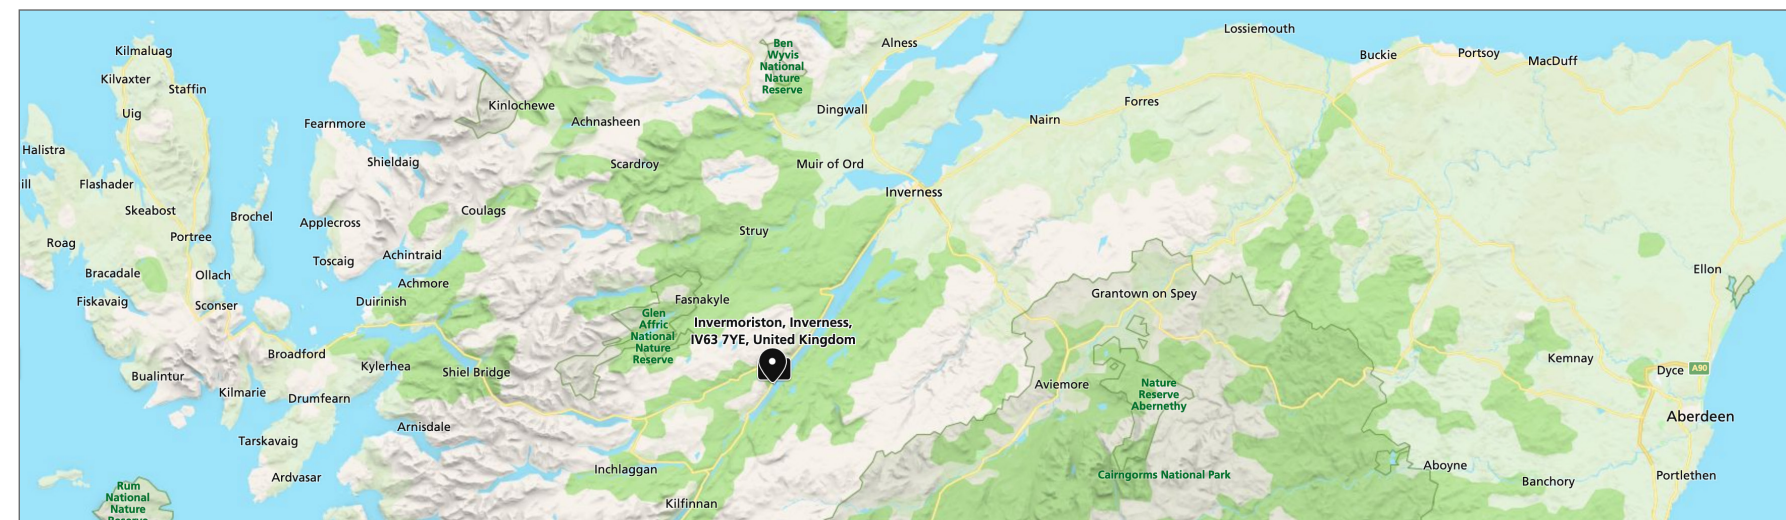 Lossiemouth
Alness
Kilmaluag
Ben
Wyvis
National
Nature
Reserve
Buckie
Portsoy
MacDuff
Kilvaxter
Staffin
Kinlochewe
Forres
Uig
Dingwall
Fearnmore
Achnasheen
Nairn
Halistra
Shieldaig
Scardroy
Muir of Ord
ill
Flashader
Inverness
Skeabost
Brochel
Coulags
Applecross
Struy
Roag
Portree
Achintraid
Toscaig
Bracadale
Ollach
Achmore
Ellon
Fiskavaig
Sconser
Duirinish
Fasnakyle
Grantown on Spey
Glen
Affric
National
Nature
Reserve
Invermoriston, Inverness,
IV63 7YE, United Kingdom
Broadford
Kylerhea
Shiel Bridge
Kemnay
Dyce
A90
Bualintur
Kilmarie
Drumfearn
Aviemore
Nature
Reserve
Abernethy
Aberdeen
Arnisdale
Tarskavaig
Inchlaggan
Ardvasar
Cairngorms National Park
Aboyne
Banchory
Portlethen
Rum
National
Nature
Reserve
Kilfinnan